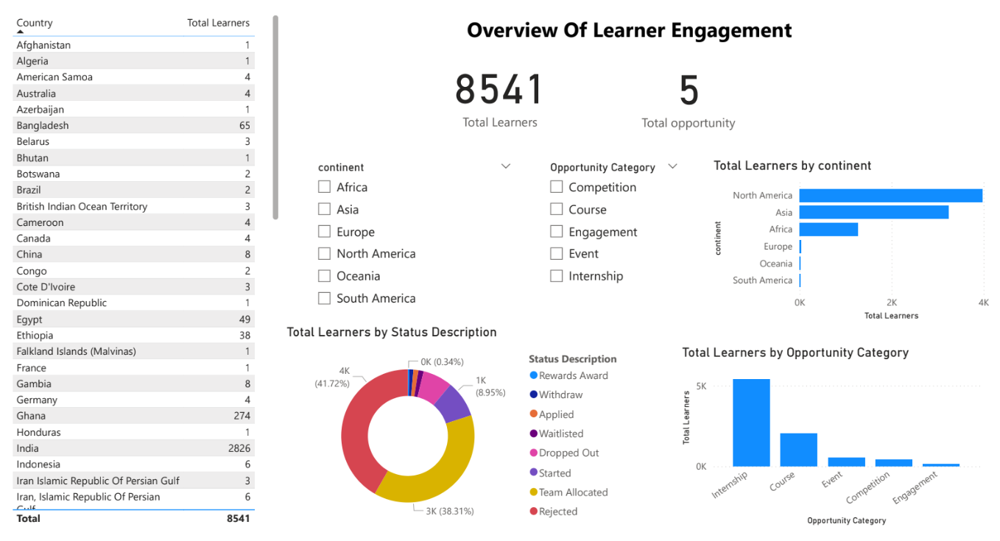 Country Total Learners
Afghanistan 1
Algeria 1
American Samoa 4
Australia 4
Azerbaijan 1
Bangladesh 65
Belarus 3
Bhutan 1
Botswana 2
Brazil 2
British Indian Ocean Territory 3
Cameroon 4
Canada 4
China 8
Congo 2
Cote D'Ivoire 3
Dominican Republic 1
Egypt 49
Ethiopia 38
Falkland Islands (Malvinas) 1
France 1
Gambia 8
Germany 4
Ghana 274
Honduras 1
India 2826
Indonesia 6
Iran Islamic Republic Of Persian Gulf 3
Iran, Islamic Republic Of Persian 6
Gulf
Total 8541
Overview Of Learner Engagement
8541
Total Learners
5
Total opportunity
continent
Africa
Asia
Europe
North America
Oceania
South America
Opportunity Category
Competition
Course
Engagement
Event
Internship
Total Learners by continent
continent
North America
Asia
Africa
Europe
Oceania
South America
0K 2K 4K
Total Learners
Total Learners by Status Description
0K (0.34%)
1K
(8.95%)
3K (38.31%)
4K
(41.72%)
Status Description
Rewards Award
Withdraw
Applied
Waitlisted
Dropped Out
Started
Team Allocated
Rejected
Total Learners by Opportunity Category
Total Learners
5K
0K
Internship
Course
Event
Competition
Engagement
Opportunity Category